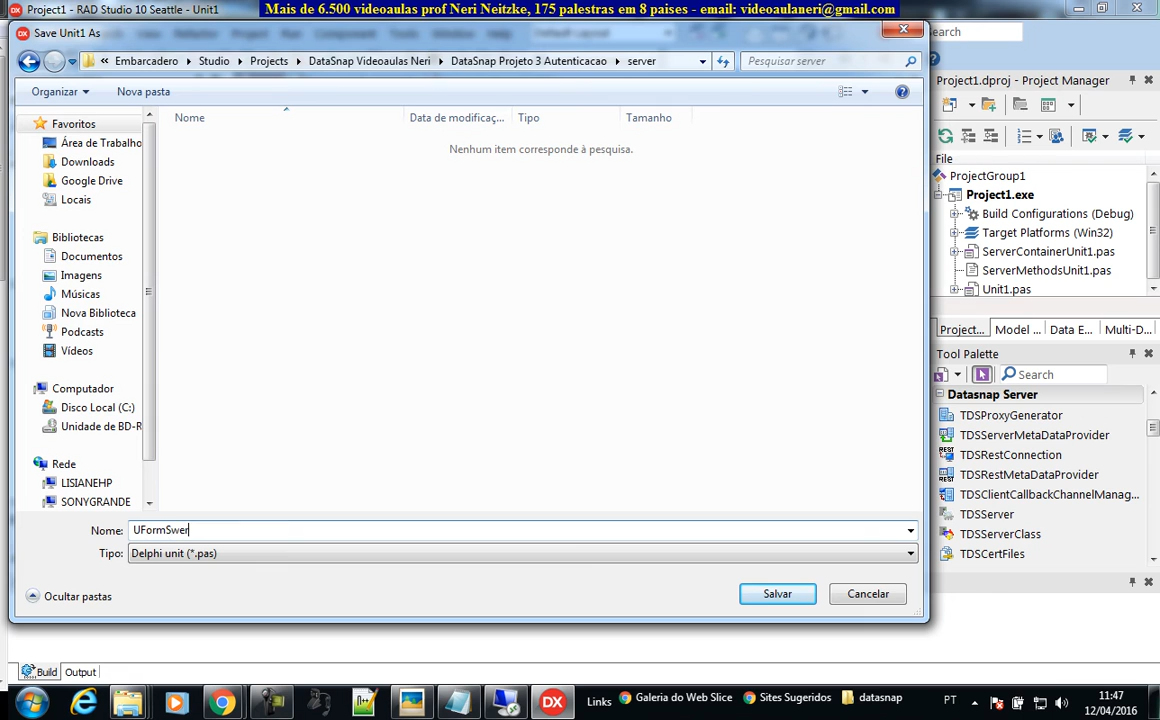 Project1 - RAD Studio 10 Seattle - Unit1
Mais de 6.500 videoaulas prof Neri Neitzke, 175 palestras em 8 paises - email: videoaulaneri@gmail.com
Save Unit1 As
Search
« Embarcadero Studio Projects DataSnap Videoaulas Neri DataSnap Projeto 3 Autenticacao server
Pesquisar server
Organizar
Nova pasta
Nome
Data de modificaç...
Tipo
Tamanho
Nenhum item corresponde à pesquisa.
Favoritos
Área de Trabalho
Downloads
Google Drive
Locais
Bibliotecas
Documentos
Imagens
Músicas
Nova Biblioteca
Podcasts
Vídeos
Computador
Disco Local (C:)
Unidade de BD-R
Rede
LISIANEHP
SONYGRANDE
Nome: UFormSwer
Tipo: Delphi unit (*.pas)
Ocultar pastas
Salvar
Cancelar
Project1.dproj - Project Manager
File
ProjectGroup1
Project1.exe
Build Configurations (Debug)
Target Platforms (Win32)
ServerContainerUnit1.pas
ServerMethodsUnit1.pas
Unit1.pas
Project... Model ... Data E... Multi-D...
Tool Palette
Search
Datasnap Server
TDSProxyGenerator
TDSServerMetaDataProvider
TDSRestConnection
TDSRestMetaDataProvider
TDSClientCallbackChannelManag...
TDSServer
TDSServerClass
TDSCertFiles
Build Output
Links Galeria do Web Slice Sites Sugeridos datasnap
PT
11:47
12/04/2016